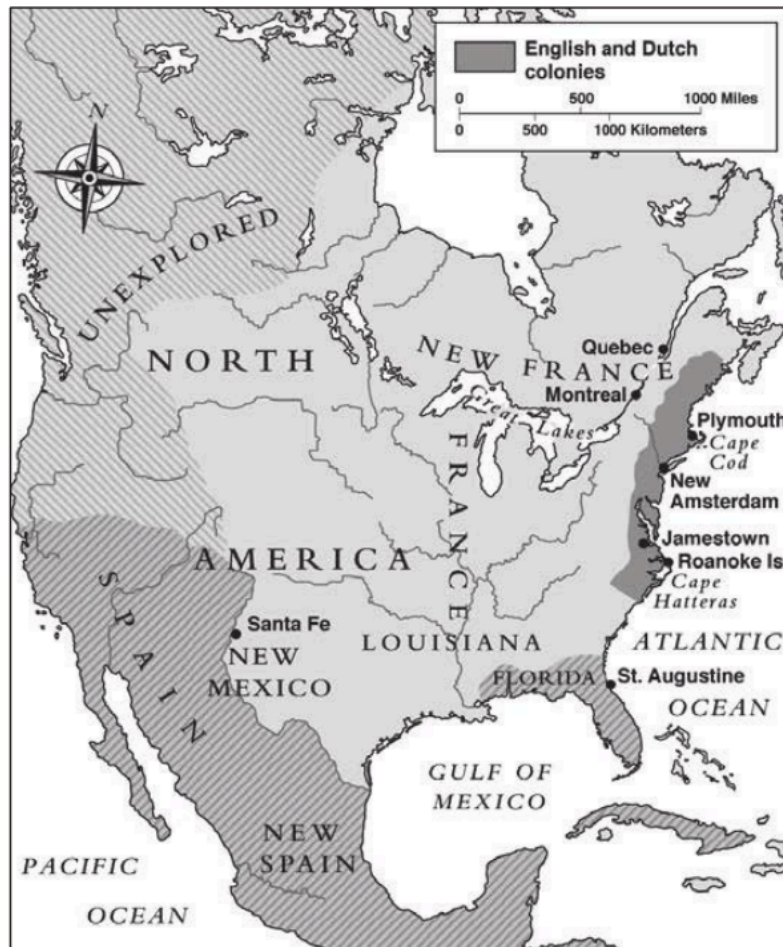 English and Dutch
colonies
0 500 1000 Miles
0 500 1000 Kilometers
N
UNEXPLORED
NORTH
NEW FRANCE
Quebec
Montreal
Great Lakes
Plymouth
Cape
Cod
New
Amsterdam
FRANCE
Jamestown
AMERICA
Roanoke Is
Cape
Hatteras
SPAIN
Santa Fe
NEW
MEXICO
LOUISIANA
ATLANTIC
OCEAN
FLORIDA
St. Augustine
GULF OF
MEXICO
NEW
SPAIN
PACIFIC
OCEAN